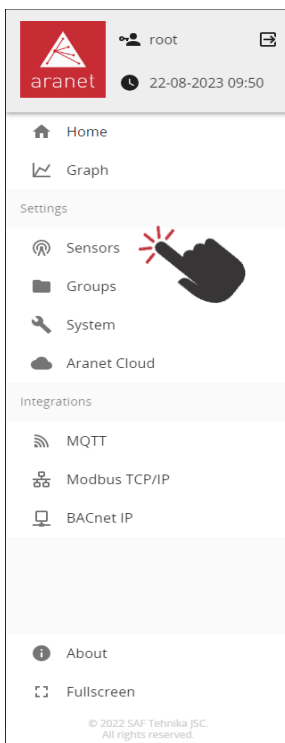 root
aranet
22-08-2023 09:50
Home
Graph
Settings
Sensors
Groups
System
Aranet Cloud
Integrations
MQTT
Modbus TCP/IP
BACnet IP
About
Fullscreen
© 2022 SAF Tehnika JSC.
All rights reserved.